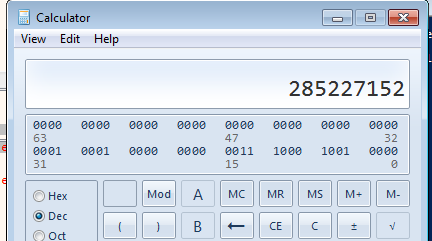 Calculator
View Edit Help
285227152
0000 0000 0000 0000 0000 0000 0000 0000
63 47 32
0001 0001 0000 0000 0011 1000 1001 0000
31 15 0
Hex Mod A MC MR MS M+ M-
Dec ( ) B ← CE C ± √
Oct